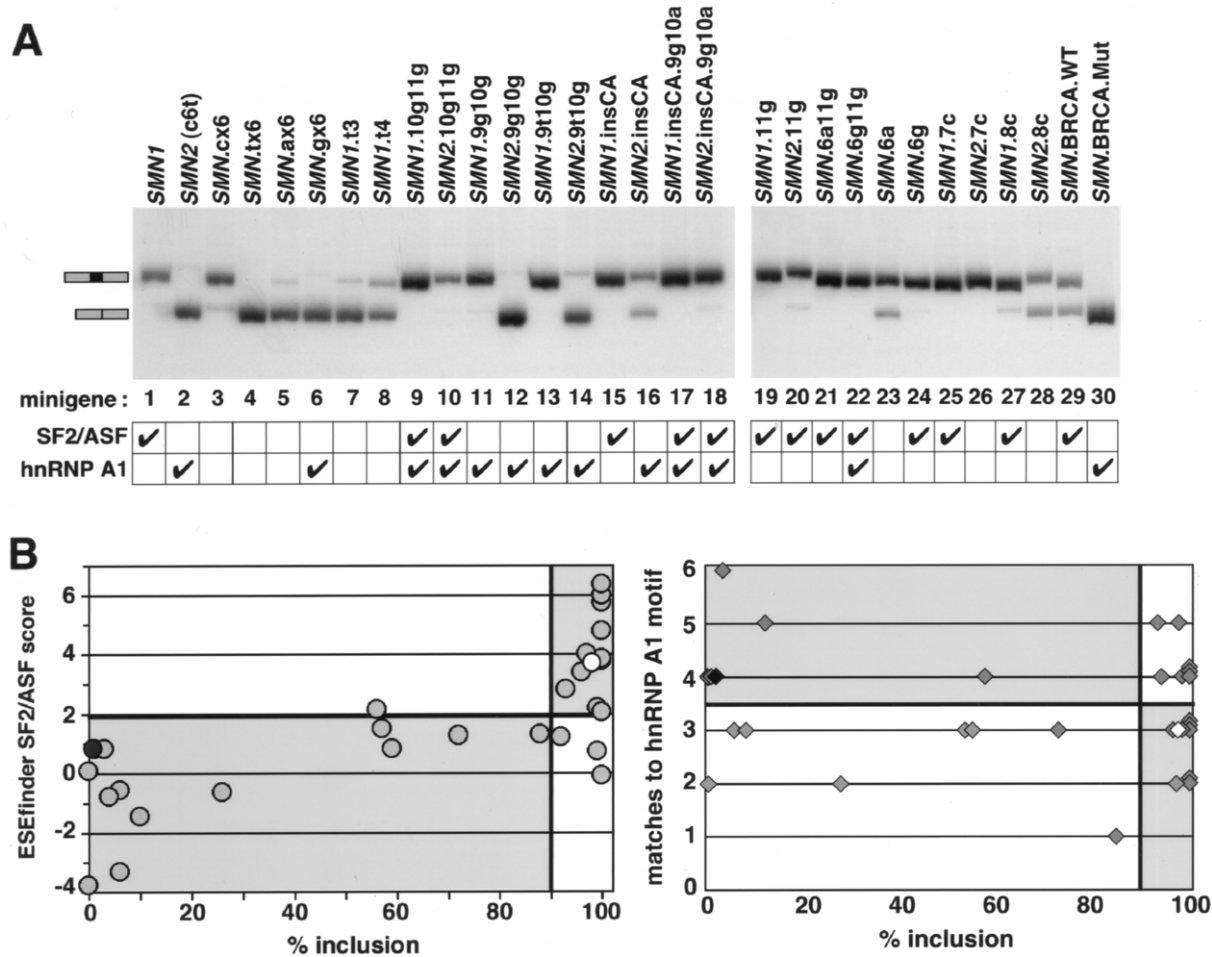 A
SMN1
SMN2 (c6t)
SMN.cx6
SMN.tx6
SMN.ax6
SMN.gx6
SMN1.t3
SMN1.t4
SMN1.10g11g
SMN2.10g11g
SMN1.9g10g
SMN2.9g10g
SMN1.9t10g
SMN2.9t10g
SMN1.insCA
SMN2.insCA
SMN1.insCA.9g10a
SMN2.insCA.9g10a
SMN1.11g
SMN2.11g
SMN.6a11g
SMN.6g11g
SMN.6a
SMN.6g
SMN1.7c
SMN2.7c
SMN1.8c
SMN2.8c
SMN.BRCA.WT
SMN.BRCA.Mut
minigene : 1 2 3 4 5 6 7 8 9 10 11 12 13 14 15 16 17 18 19 20 21 22 23 24 25 26 27 28 29 30
SF2/ASF ✓ ✓ ✓ ✓ ✓ ✓ ✓ ✓ ✓ ✓ ✓ ✓ ✓ ✓
hnRNP A1 ✓ ✓ ✓ ✓ ✓ ✓ ✓ ✓ ✓ ✓ ✓ ✓ ✓
B
ESEfinder SF2/ASF score
6
4
2
0
-2
-4
0 20 40 60 80 100
% inclusion
matches to hnRNP A1 motif
6
5
4
3
2
1
0
0 20 40 60 80 100
% inclusion